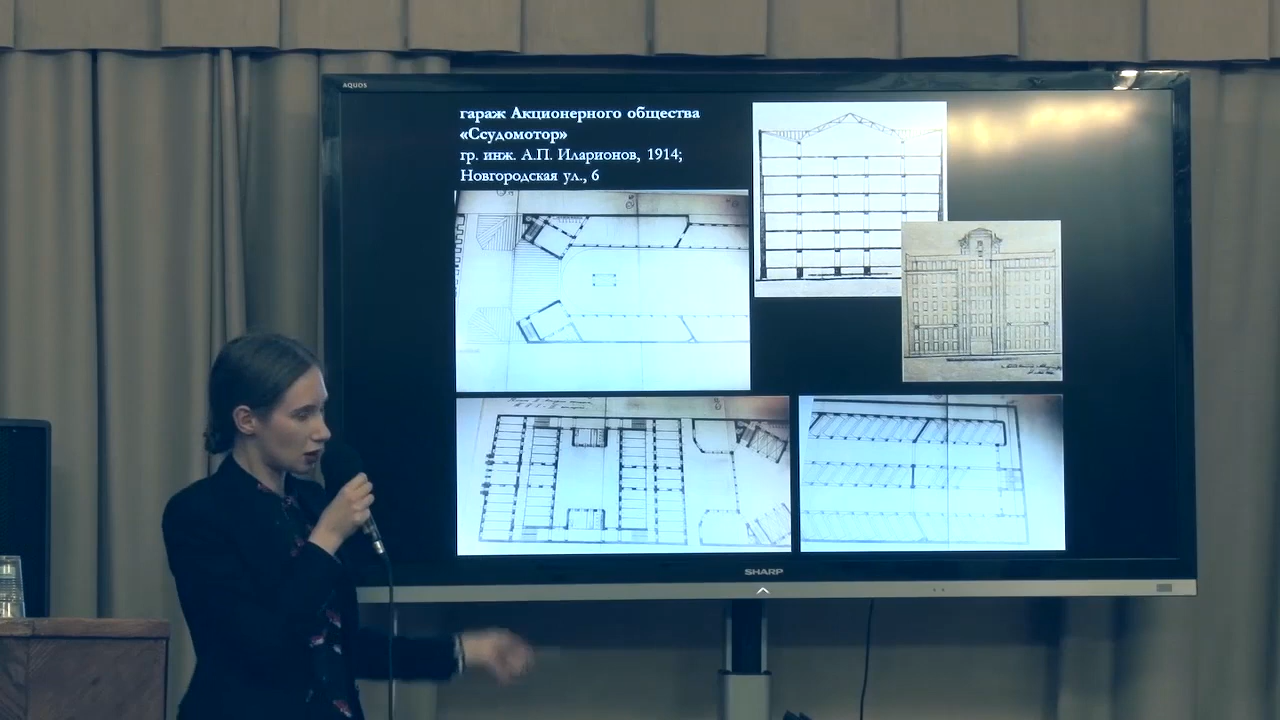 AQUOS
гараж Акционерного общества
«Ссудомотор»
гр. инж. А.П. Иларионов, 1914;
Новгородская ул., 6
SHARP